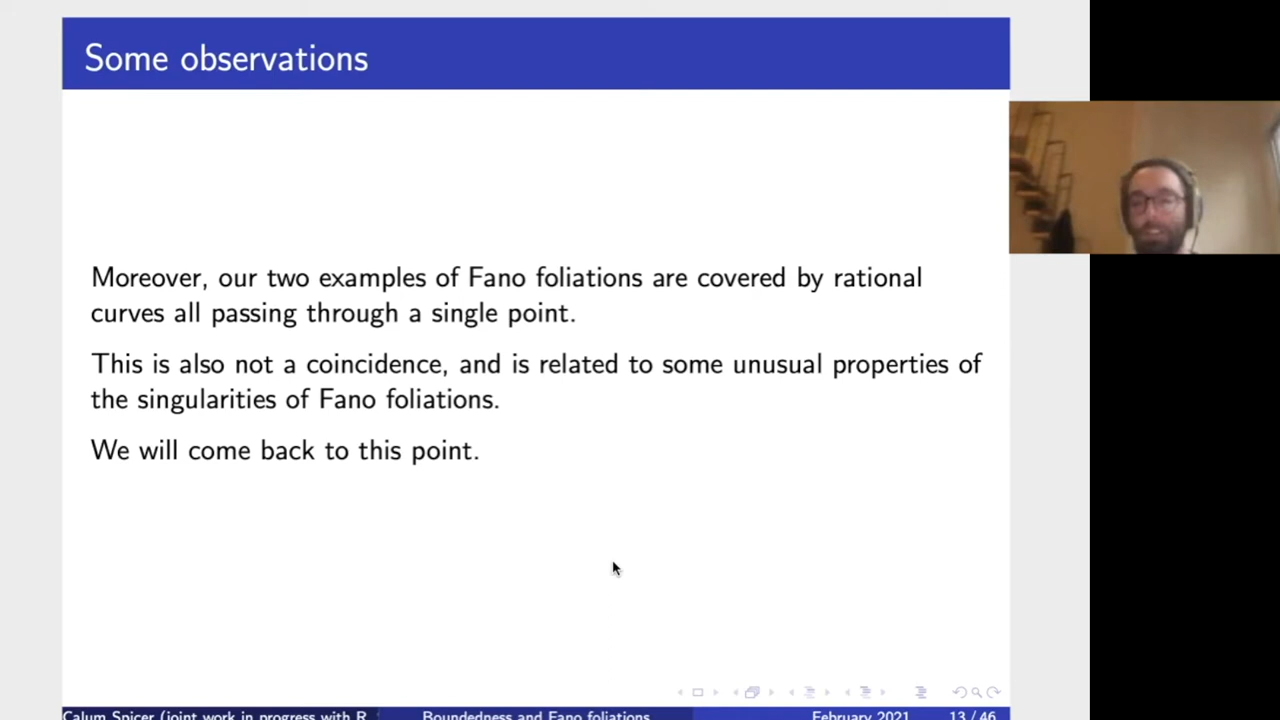 Some observations
Moreover, our two examples of Fano foliations are covered by rational
curves all passing through a single point.
This is also not a coincidence, and is related to some unusual properties of
the singularities of Fano foliations.
We will come back to this point.
Calum Spicer (joint work in progress with R.
Boundedness and Fano foliations
February 2021
13 / 46